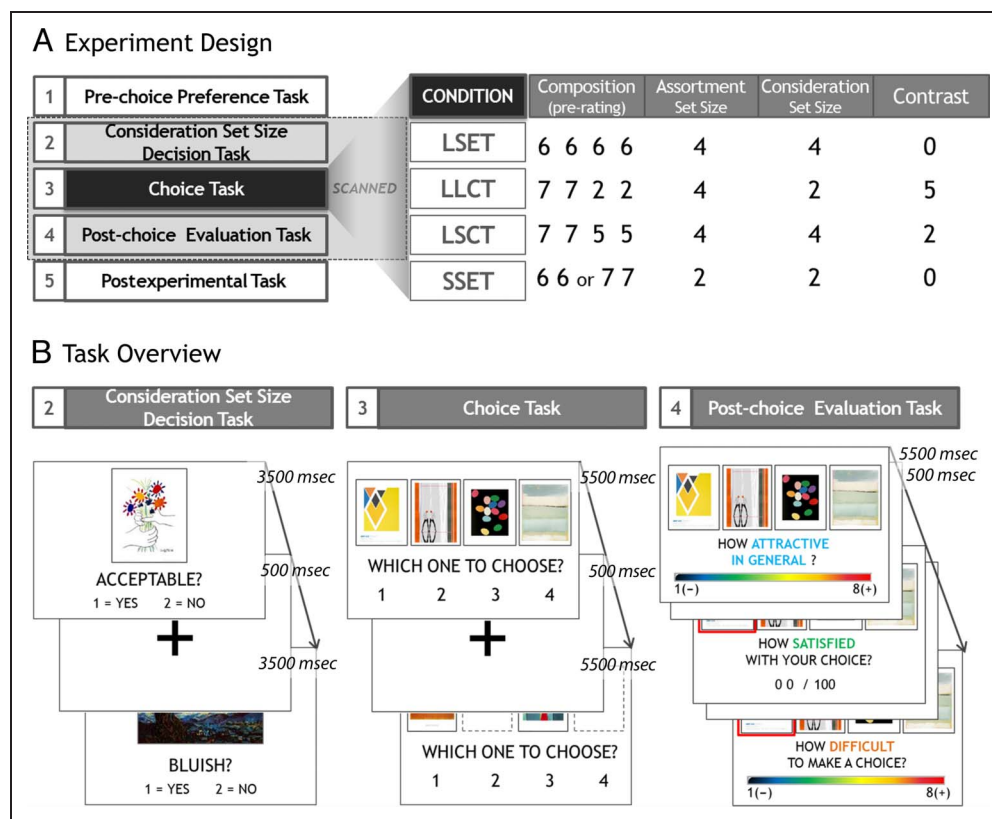 A Experiment Design
1 Pre-choice Preference Task
2 Consideration Set Size
Decision Task
3 Choice Task
4 Post-choice Evaluation Task
5 Postexperimental Task
SCANNED
CONDITION Composition (pre-rating) Assortment Set Size Consideration Set Size Contrast
LSET 6 6 6 6 4 4 0
LLCT 7 7 2 2 4 2 5
LSCT 7 7 5 5 4 4 2
SSET 6 6 or 7 7 2 2 0
B Task Overview
2 Consideration Set Size
Decision Task
3500 msec
ACCEPTABLE?
1 = YES 2 = NO
500 msec
+
3500 msec
BLUISH?
1 = YES 2 = NO
3 Choice Task
5500 msec
WHICH ONE TO CHOOSE?
1 2 3 4
500 msec
+
5500 msec
WHICH ONE TO CHOOSE?
1 2 3 4
4 Post-choice Evaluation Task
5500 msec
500 msec
HOW ATTRACTIVE
IN GENERAL ?
1(−) 8(+)
HOW SATISFIED
WITH YOUR CHOICE?
0 0 / 100
HOW DIFFICULT
TO MAKE A CHOICE?
1(−) 8(+)